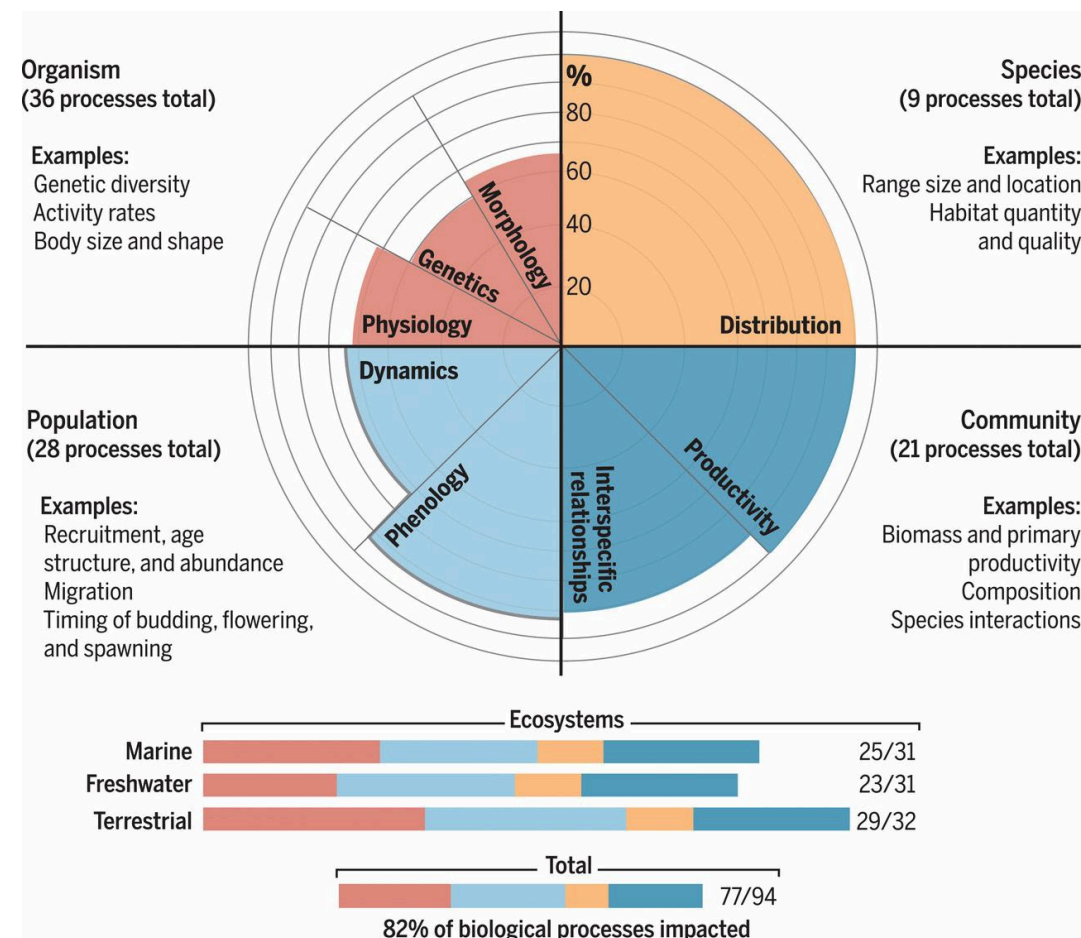 Organism
(36 processes total)
Examples:
Genetic diversity
Activity rates
Body size and shape
Species
(9 processes total)
Examples:
Range size and location
Habitat quantity
and quality
%
80
60
40
20
Morphology
Genetics
Physiology
Distribution
Dynamics
Phenology
Interspecific
relationships
Productivity
Population
(28 processes total)
Examples:
Recruitment, age
structure, and abundance
Migration
Timing of budding, flowering,
and spawning
Community
(21 processes total)
Examples:
Biomass and primary
productivity
Composition
Species interactions
Ecosystems
Marine 25/31
Freshwater 23/31
Terrestrial 29/32
Total
77/94
82% of biological processes impacted